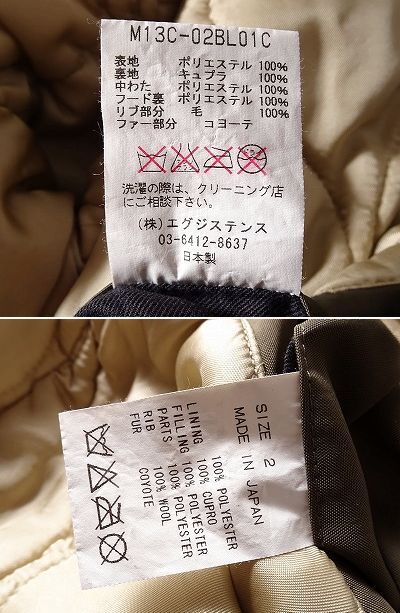 M13C-02BL01C
表地 ポリエステル 100%
裏地 キュプラ 100%
中わた ポリエステル 100%
フード裏 ポリエステル 100%
リブ部分 毛 100%
ファー部分 コヨーテ
洗濯の際は、クリーニング店
にご相談下さい。
(株)エグジステンス
03-6412-8637
日本製
SIZE 2
MADE IN JAPAN
100% POLYESTER
LINING 100% CUPRO
FILLING 100% POLYESTER
PARTS 100% POLYESTER
RIB 100% WOOL
FUR COYOTE